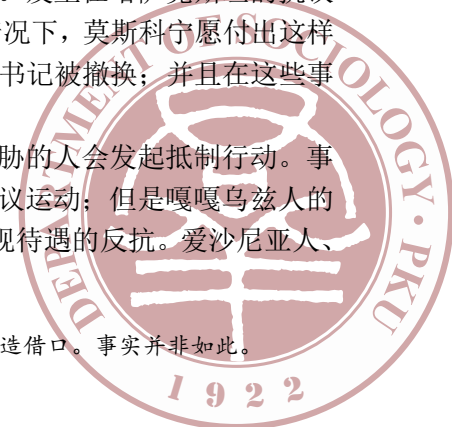 况下，莫斯科宁愿付出这样
书记被撤换；并且在这些事
胁的人会发起抵制行动。事
议运动；但是嘎嘎乌兹人的
视待遇的反抗。爱沙尼亚人、
造借口。事实并非如此。
DEPARTMENT OF SOCIOLOGY · PKU
1922